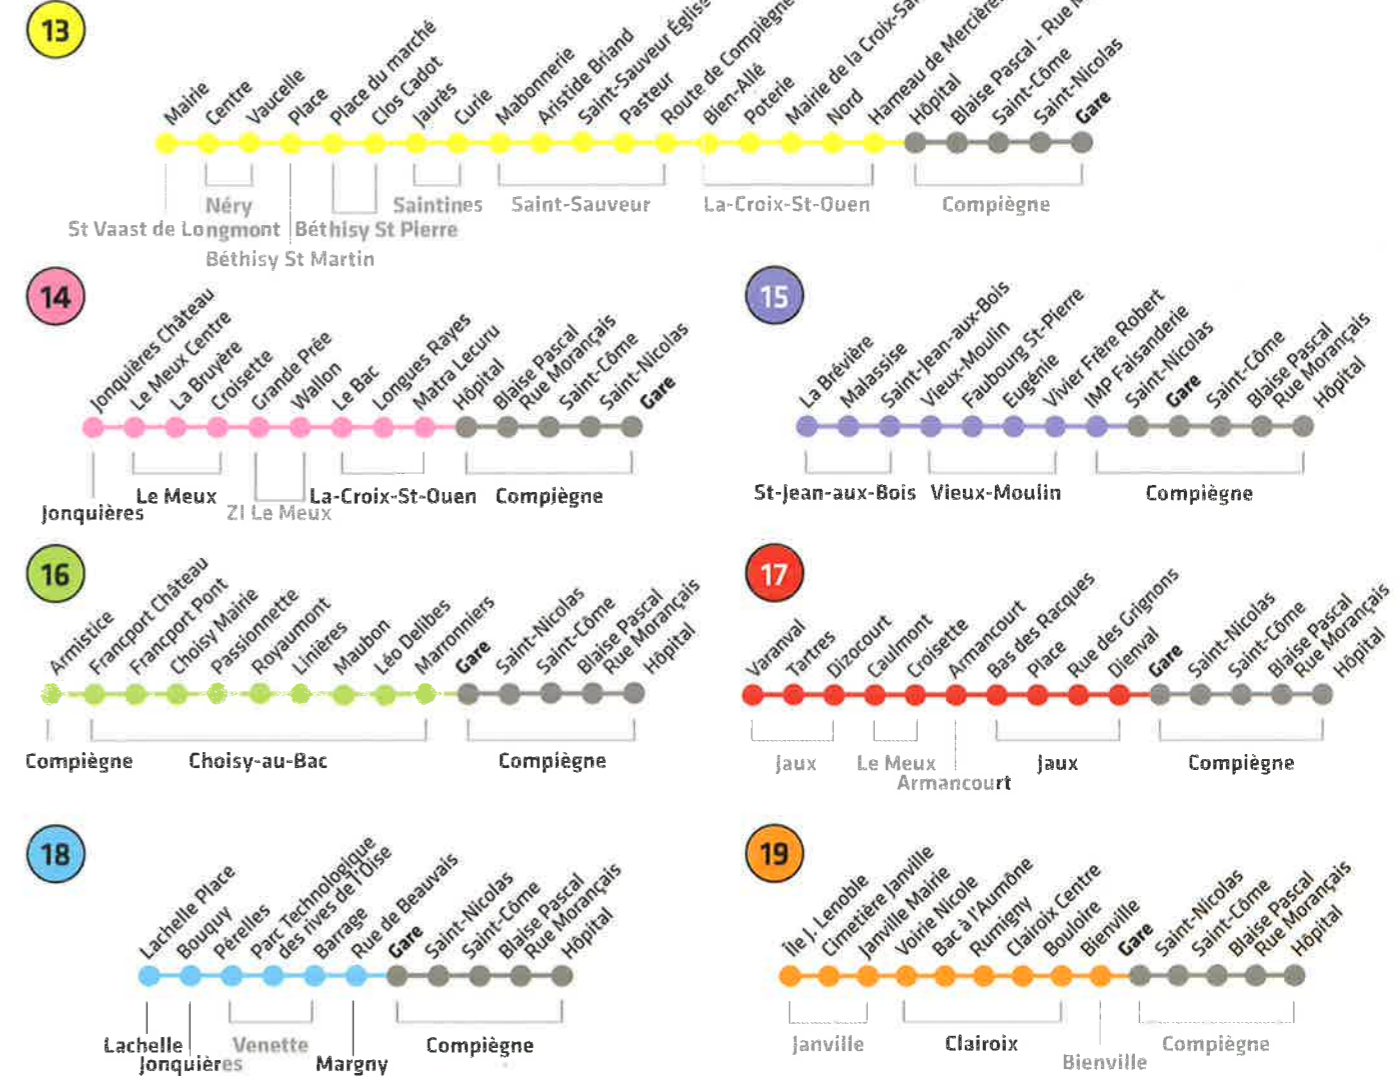 13
Mairie
Centre
Vaucelle
Place
Place du marché
Clos Cadot
Jaurès
Curie
Mabonnerie
Aristide Briand
Saint-Sauveur Église
Pasteur
Route de Compiègne
Bien-Allé
Poterie
Mairie de la
Nord
Hameau de
Hôpital
Blaise Pascal - Rue
Saint-Côme
Saint-Nicolas
Gare
Néry
Saintines
Saint-Sauveur
La-Croix-St-Ouen
Compiègne
St Vaast de Longmont
Béthisy St Pierre
Béthisy St Martin
14
Jonquières Château
Le Meux Centre
La Bruyère
Croisette
Grande Prée
Wallon
Le Bac
Longues Rayes
Matra Lecuru
Hôpital
Blaise Pascal
Rue Morançais
Saint-Côme
Saint-Nicolas
Gare
Le Meux
La-Croix-St-Ouen
Compiègne
Jonquières
ZI Le Meux
15
La Brévière
Malassise
Saint-Jean-aux-Bois
Vieux-Moulin
Faubourg St-Pierre
Eugénie
Vivier Frère Robert
IMP Faisanderie
Saint-Nicolas
Gare
Saint-Côme
Blaise Pascal
Rue Morançais
Hôpital
St-Jean-aux-Bois
Vieux-Moulin
Compiègne
16
Armistice
Francport Château
Francport Pont
Choisy Mairie
Passionnette
Royaumont
Linières
Maubon
Léo Delibes
Marronniers
Gare
Saint-Nicolas
Saint-Côme
Blaise Pascal
Rue Morançais
Hôpital
Compiègne
Choisy-au-Bac
Compiègne
17
Varanval
Tartres
Dizocourt
Caulmont
Croisette
Armancourt
Bas des Racques
Place
Rue des Grignons
Dienval
Gare
Saint-Nicolas
Saint-Côme
Blaise Pascal
Rue Morançais
Hôpital
Jaux
Le Meux
Armancourt
Jaux
Compiègne
18
Lachelle Place
Bouquy
Pérelles
Parc Technologique
des rives de l'Oise
Barrage
Rue de Beauvais
Gare
Saint-Nicolas
Saint-Côme
Blaise Pascal
Rue Morançais
Hôpital
Lachelle
Jonquières
Venette
Margny
Compiègne
19
Île J. Lenoble
Cimetière Janville
Janville Mairie
Voirie Nicole
Bac à l'Aumône
Rumigny
Clairoix Centre
Bouloire
Bienville
Gare
Saint-Nicolas
Saint-Côme
Blaise Pascal
Rue Morançais
Hôpital
Janville
Clairoix
Bienville
Compiègne